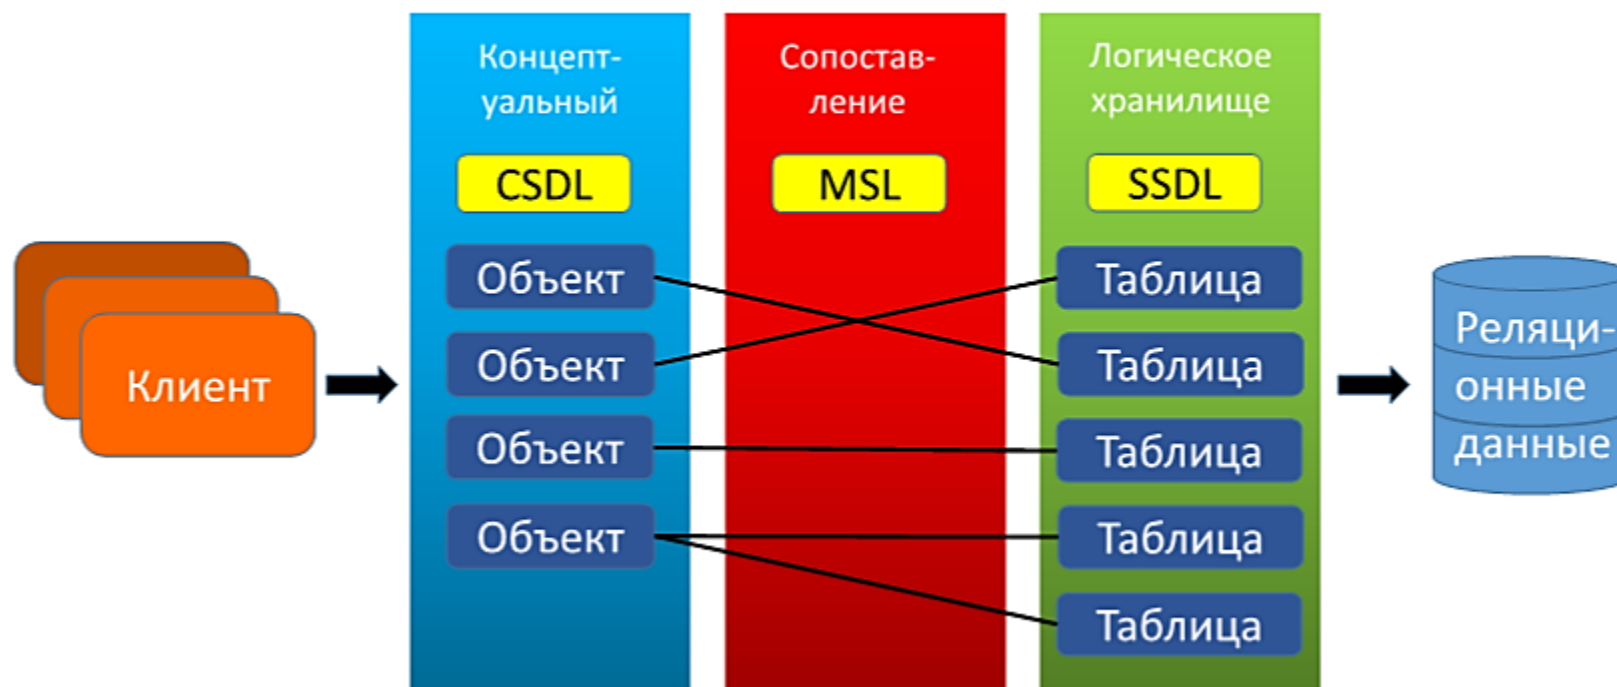 Клиент
Концепт-
уальный
CSDL
Объект
Объект
Объект
Объект
Сопостав-
ление
MSL
Логическое
хранилище
SSDL
Таблица
Таблица
Таблица
Таблица
Таблица
Реляци-
онные
данные